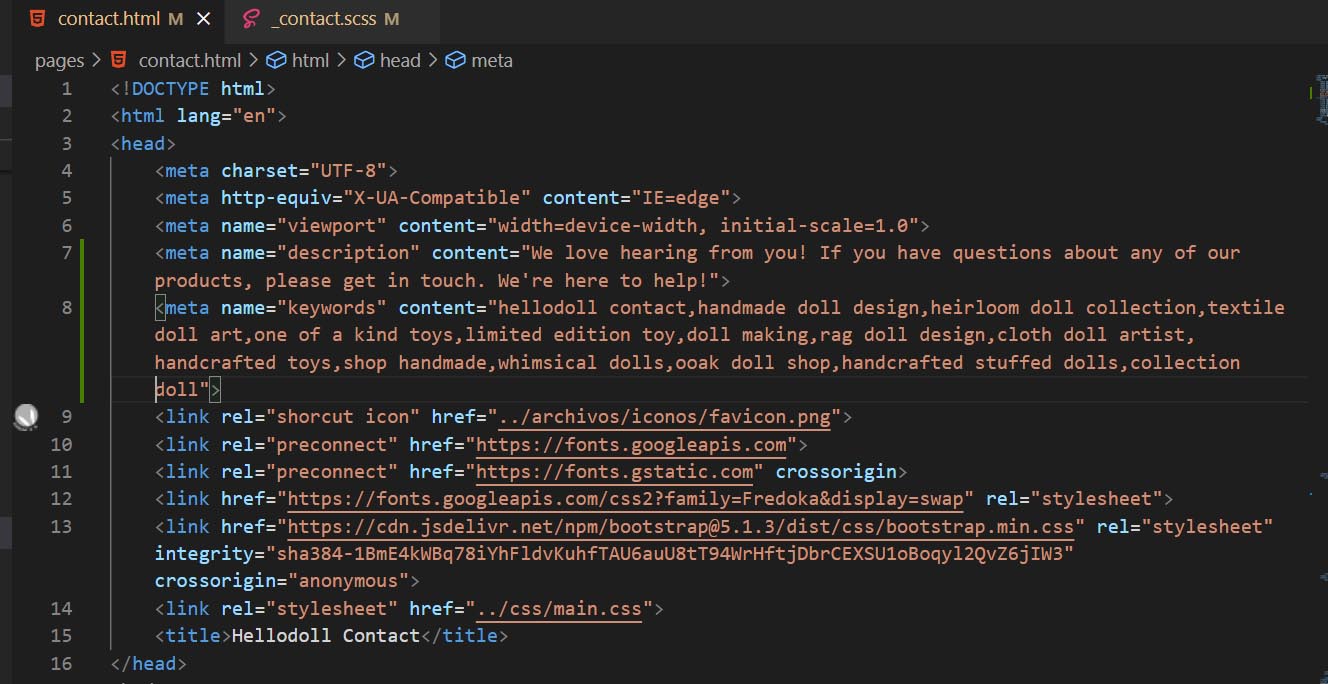 contact.html M
_contact.scss M
pages > contact.html > html > head > meta
1 <!DOCTYPE html>
2 <html lang="en">
3 <head>
4 <meta charset="UTF-8">
5 <meta http-equiv="X-UA-Compatible" content="IE=edge">
6 <meta name="viewport" content="width=device-width, initial-scale=1.0">
7 <meta name="description" content="We love hearing from you! If you have questions about any of our
products, please get in touch. We're here to help!">
8 <meta name="keywords" content="hellodoll contact,handmade doll design,heirloom doll collection,textile
doll art,one of a kind toys,limited edition toy,doll making,rag doll design,cloth doll artist,
handcrafted toys,shop handmade,whimsical dolls,ooak doll shop,handcrafted stuffed dolls,collection
doll">
9 <link rel="shorcut icon" href="../archivos/iconos/favicon.png">
10 <link rel="preconnect" href="https://fonts.googleapis.com">
11 <link rel="preconnect" href="https://fonts.gstatic.com" crossorigin>
12 <link href="https://fonts.googleapis.com/css2?family=Fredoka&display=swap" rel="stylesheet">
13 <link href="https://cdn.jsdelivr.net/npm/bootstrap@5.1.3/dist/css/bootstrap.min.css" rel="stylesheet"
integrity="sha384-1BmE4kWBq78iYhFldvKuhfTAU6auU8tT94WrHftjDbrCEXSU1oBoqyl2QvZ6jIW3"
crossorigin="anonymous">
14 <link rel="stylesheet" href="../css/main.css">
15 <title>Hellodoll Contact</title>
16 </head>